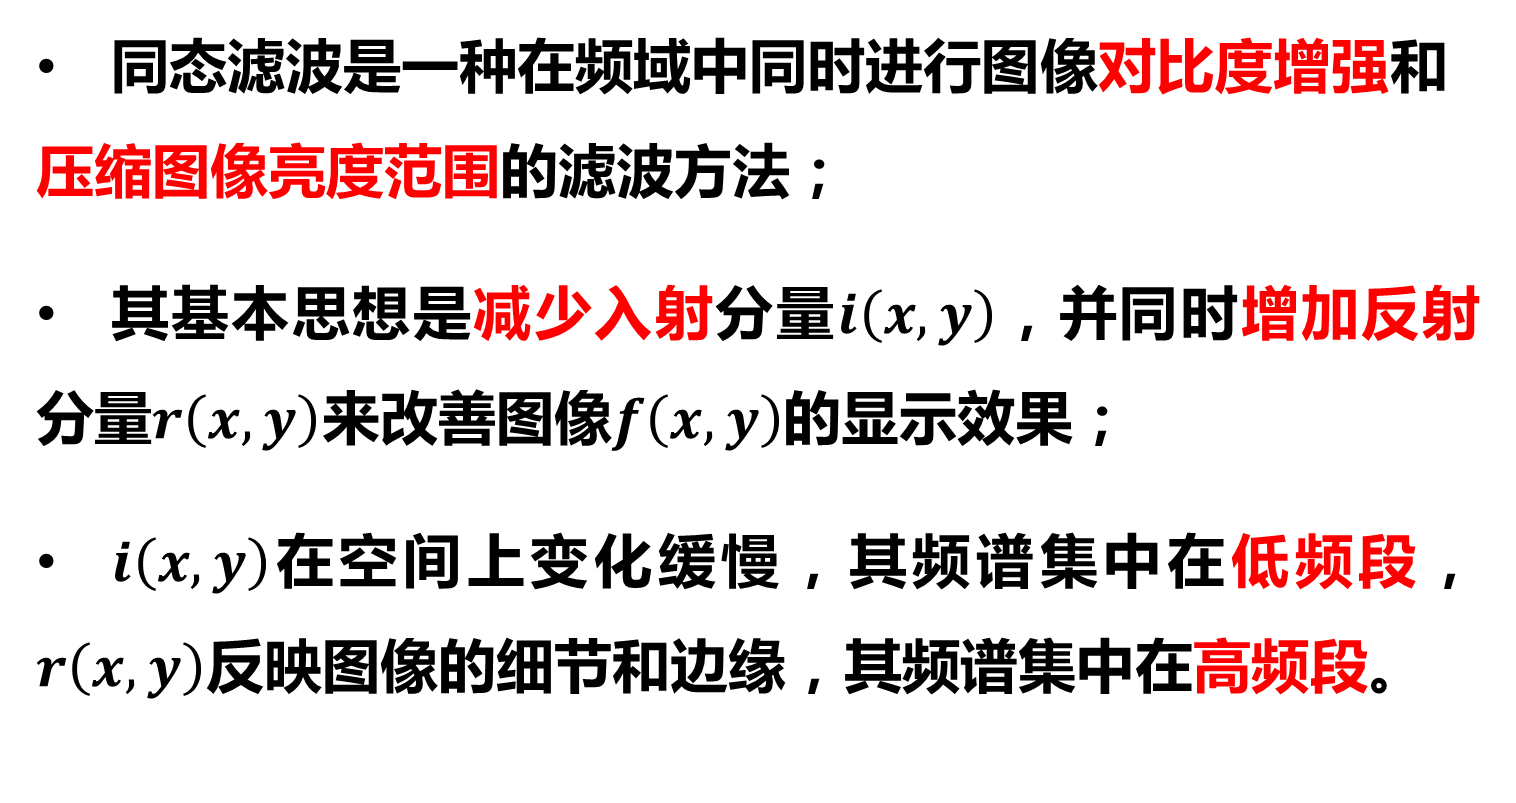 • 同态滤波是一种在频域中同时进行图像对比度增强和
压缩图像亮度范围的滤波方法；
• 其基本思想是减少入射分量i(x,y)，并同时增加反射
分量r(x,y)来改善图像f(x,y)的显示效果；
• i(x,y)在空间上变化缓慢，其频谱集中在低频段，
r(x,y)反映图像的细节和边缘，其频谱集中在高频段。